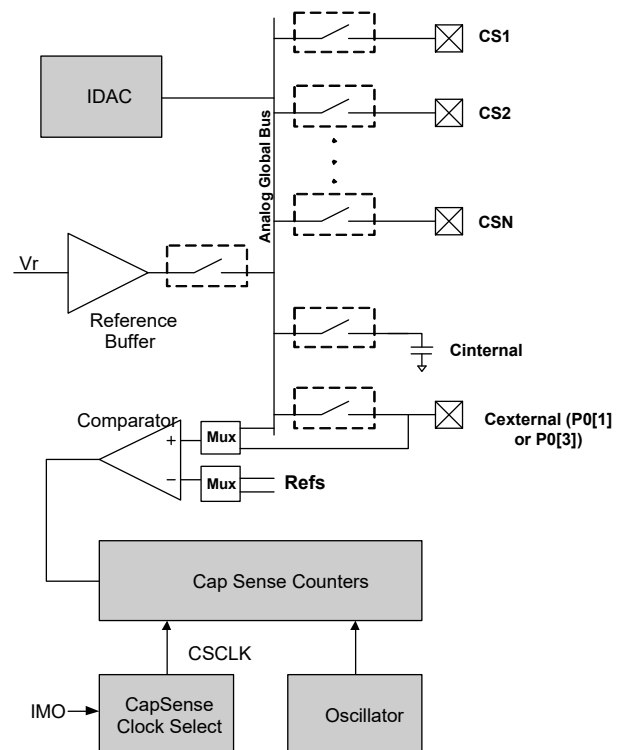 CS1
IDAC
CS2
Analog Global Bus
CSN
Vr
Reference
Buffer
Cinternal
Comparator
Cexternal (P0[1]
or P0[3])
+
Mux
−
Mux
Refs
Cap Sense Counters
CSCLK
IMO
CapSense
Clock Select
Oscillator